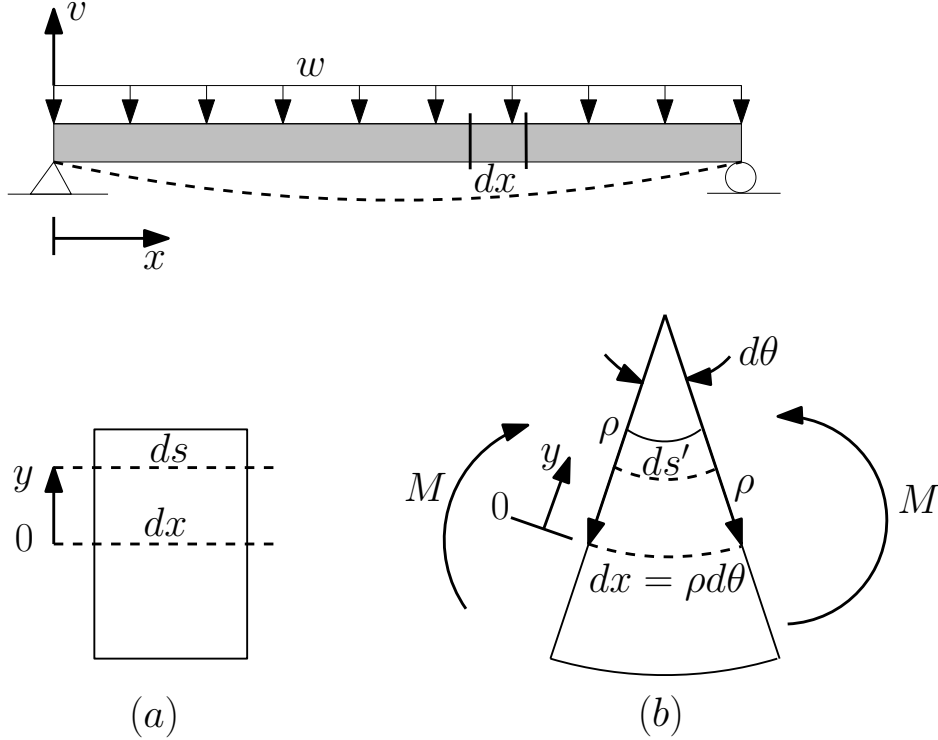 v
w
dx
x
dθ
ρ
ds
y
ds′
y
M
ρ
M
0
dx
0
dx = ρdθ
(a)
(b)